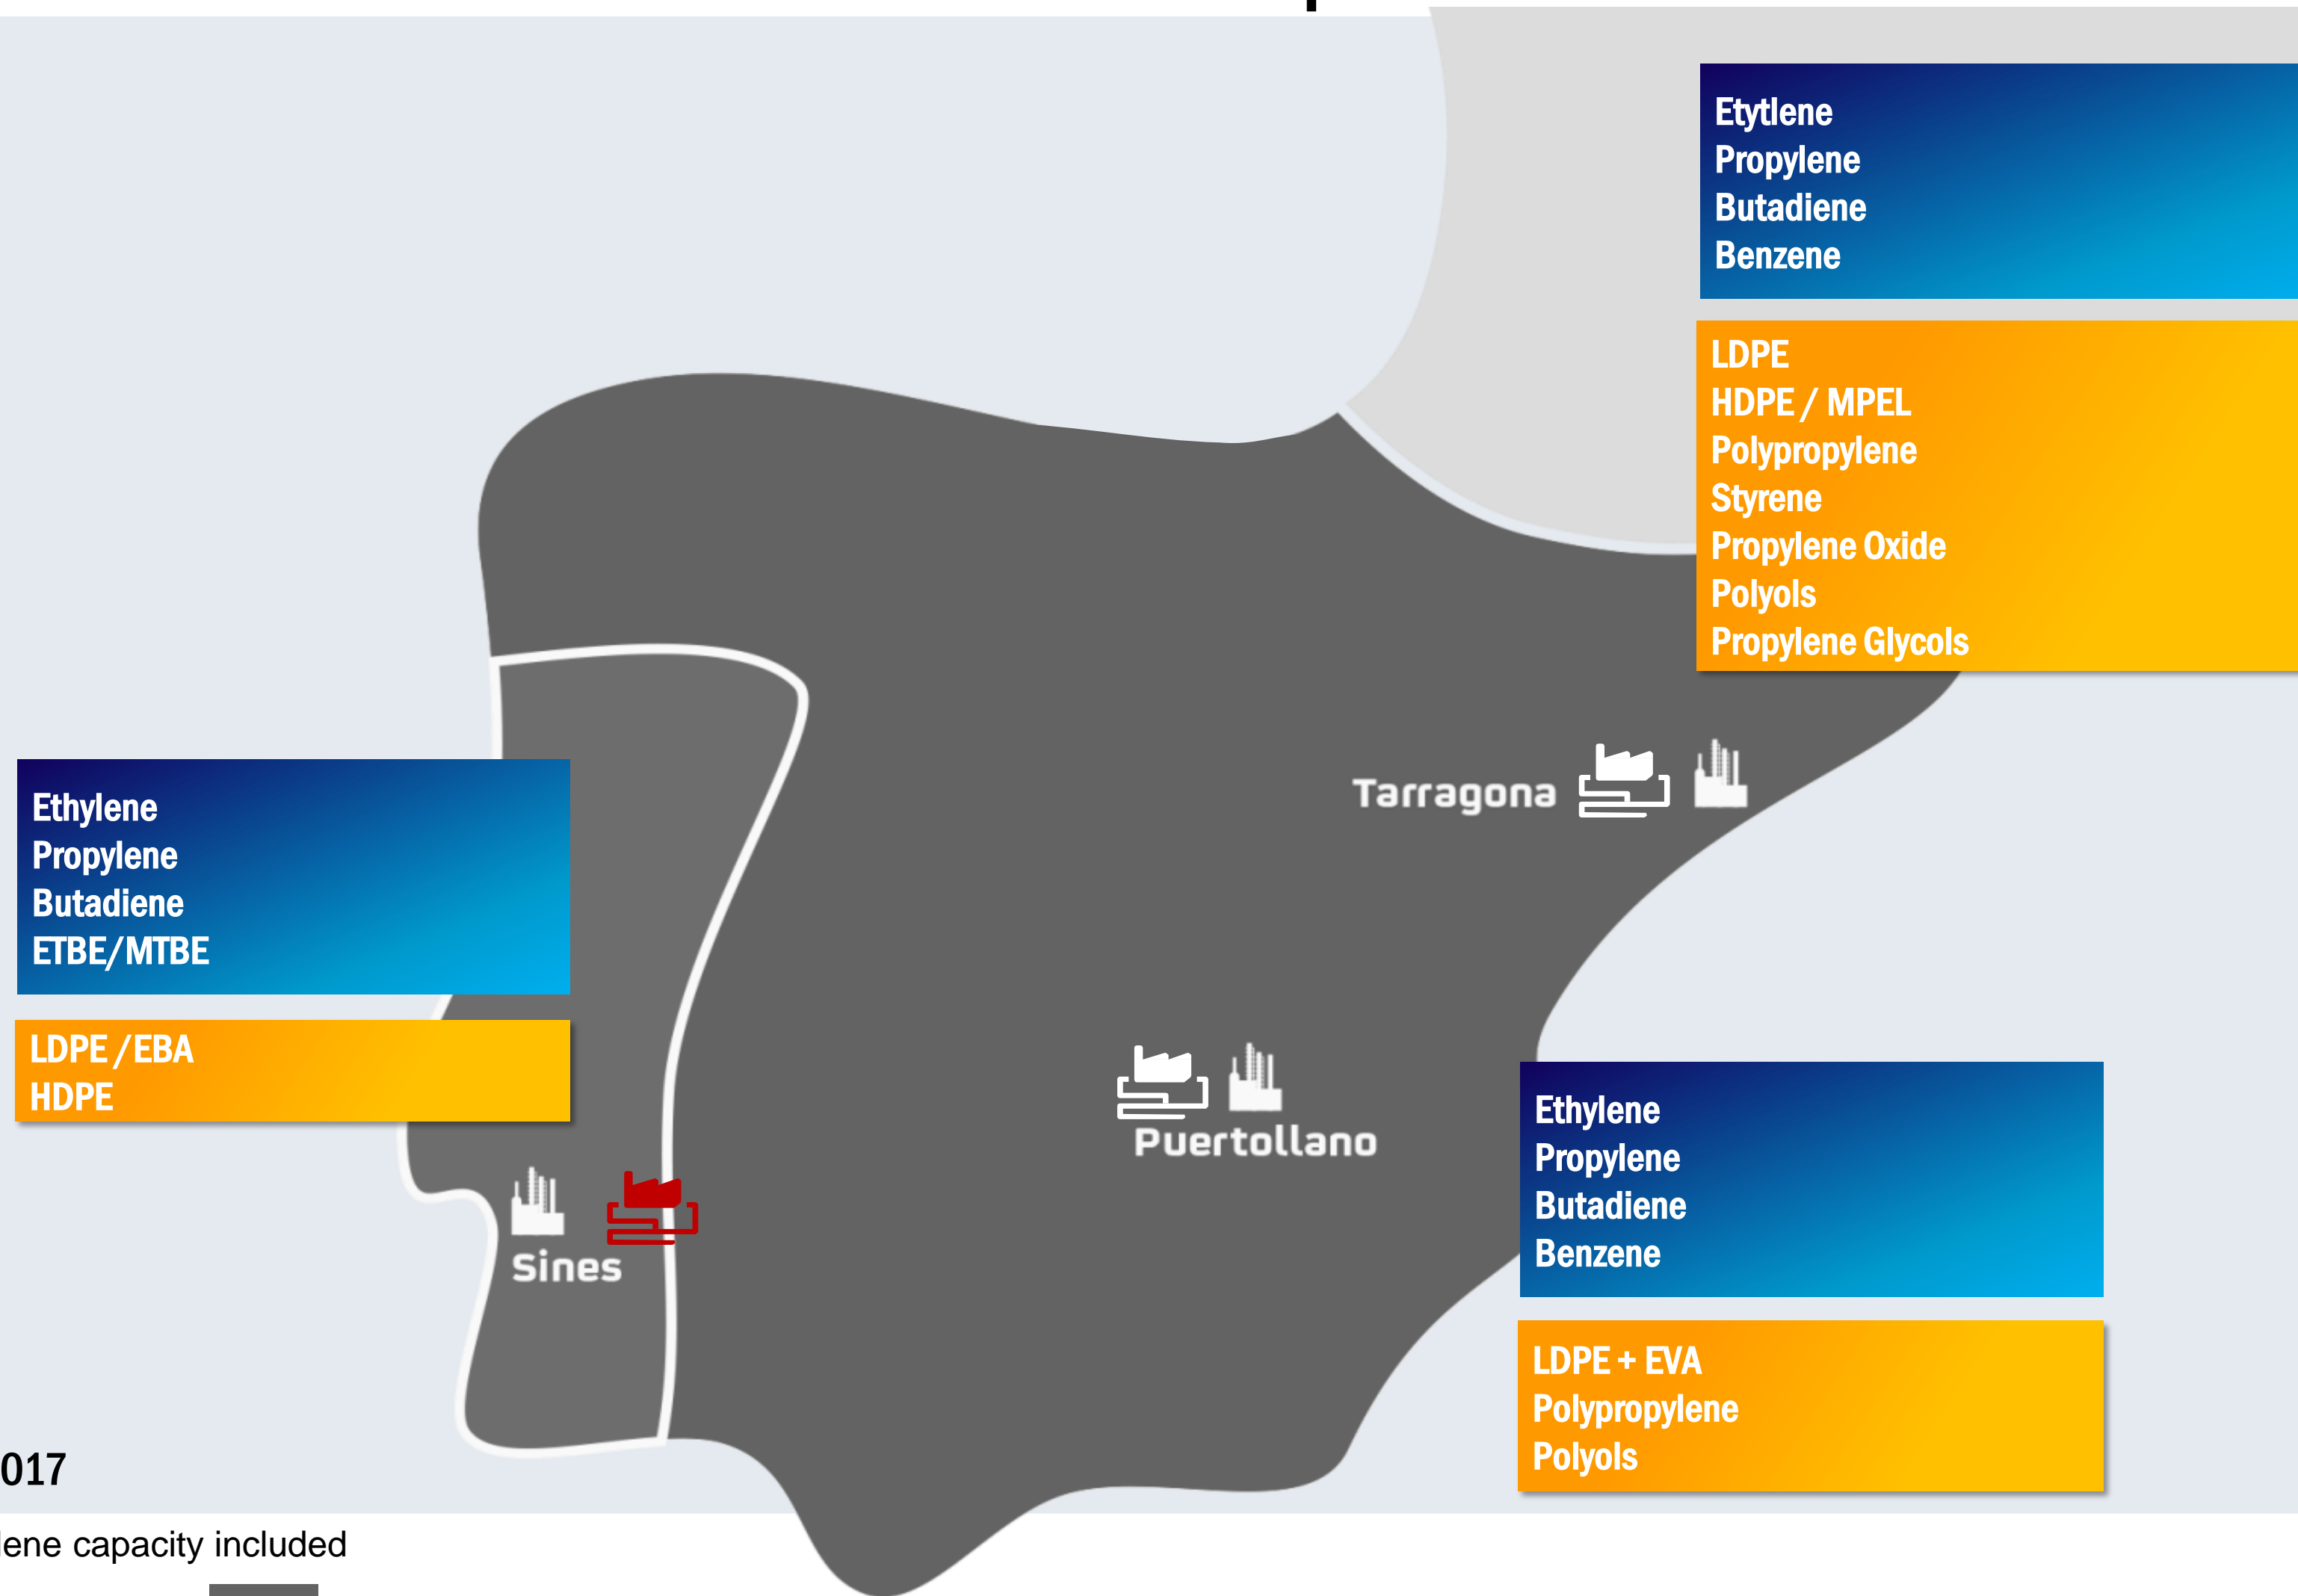 Etytlene
Propylene
Butadiene
Benzene
LDPE
HDPE / MPEL
Polypropylene
Styrene
Propylene Oxide
Polyols
Propylene Glycols
Tarragona
Ethylene
Propylene
Butadiene
ETBE/MTBE
LDPE / EBA
HDPE
Puertollano
Sines
Ethylene
Propylene
Butadiene
Benzene
LDPE + EVA
Polypropylene
Polyols
017
lene capacity included